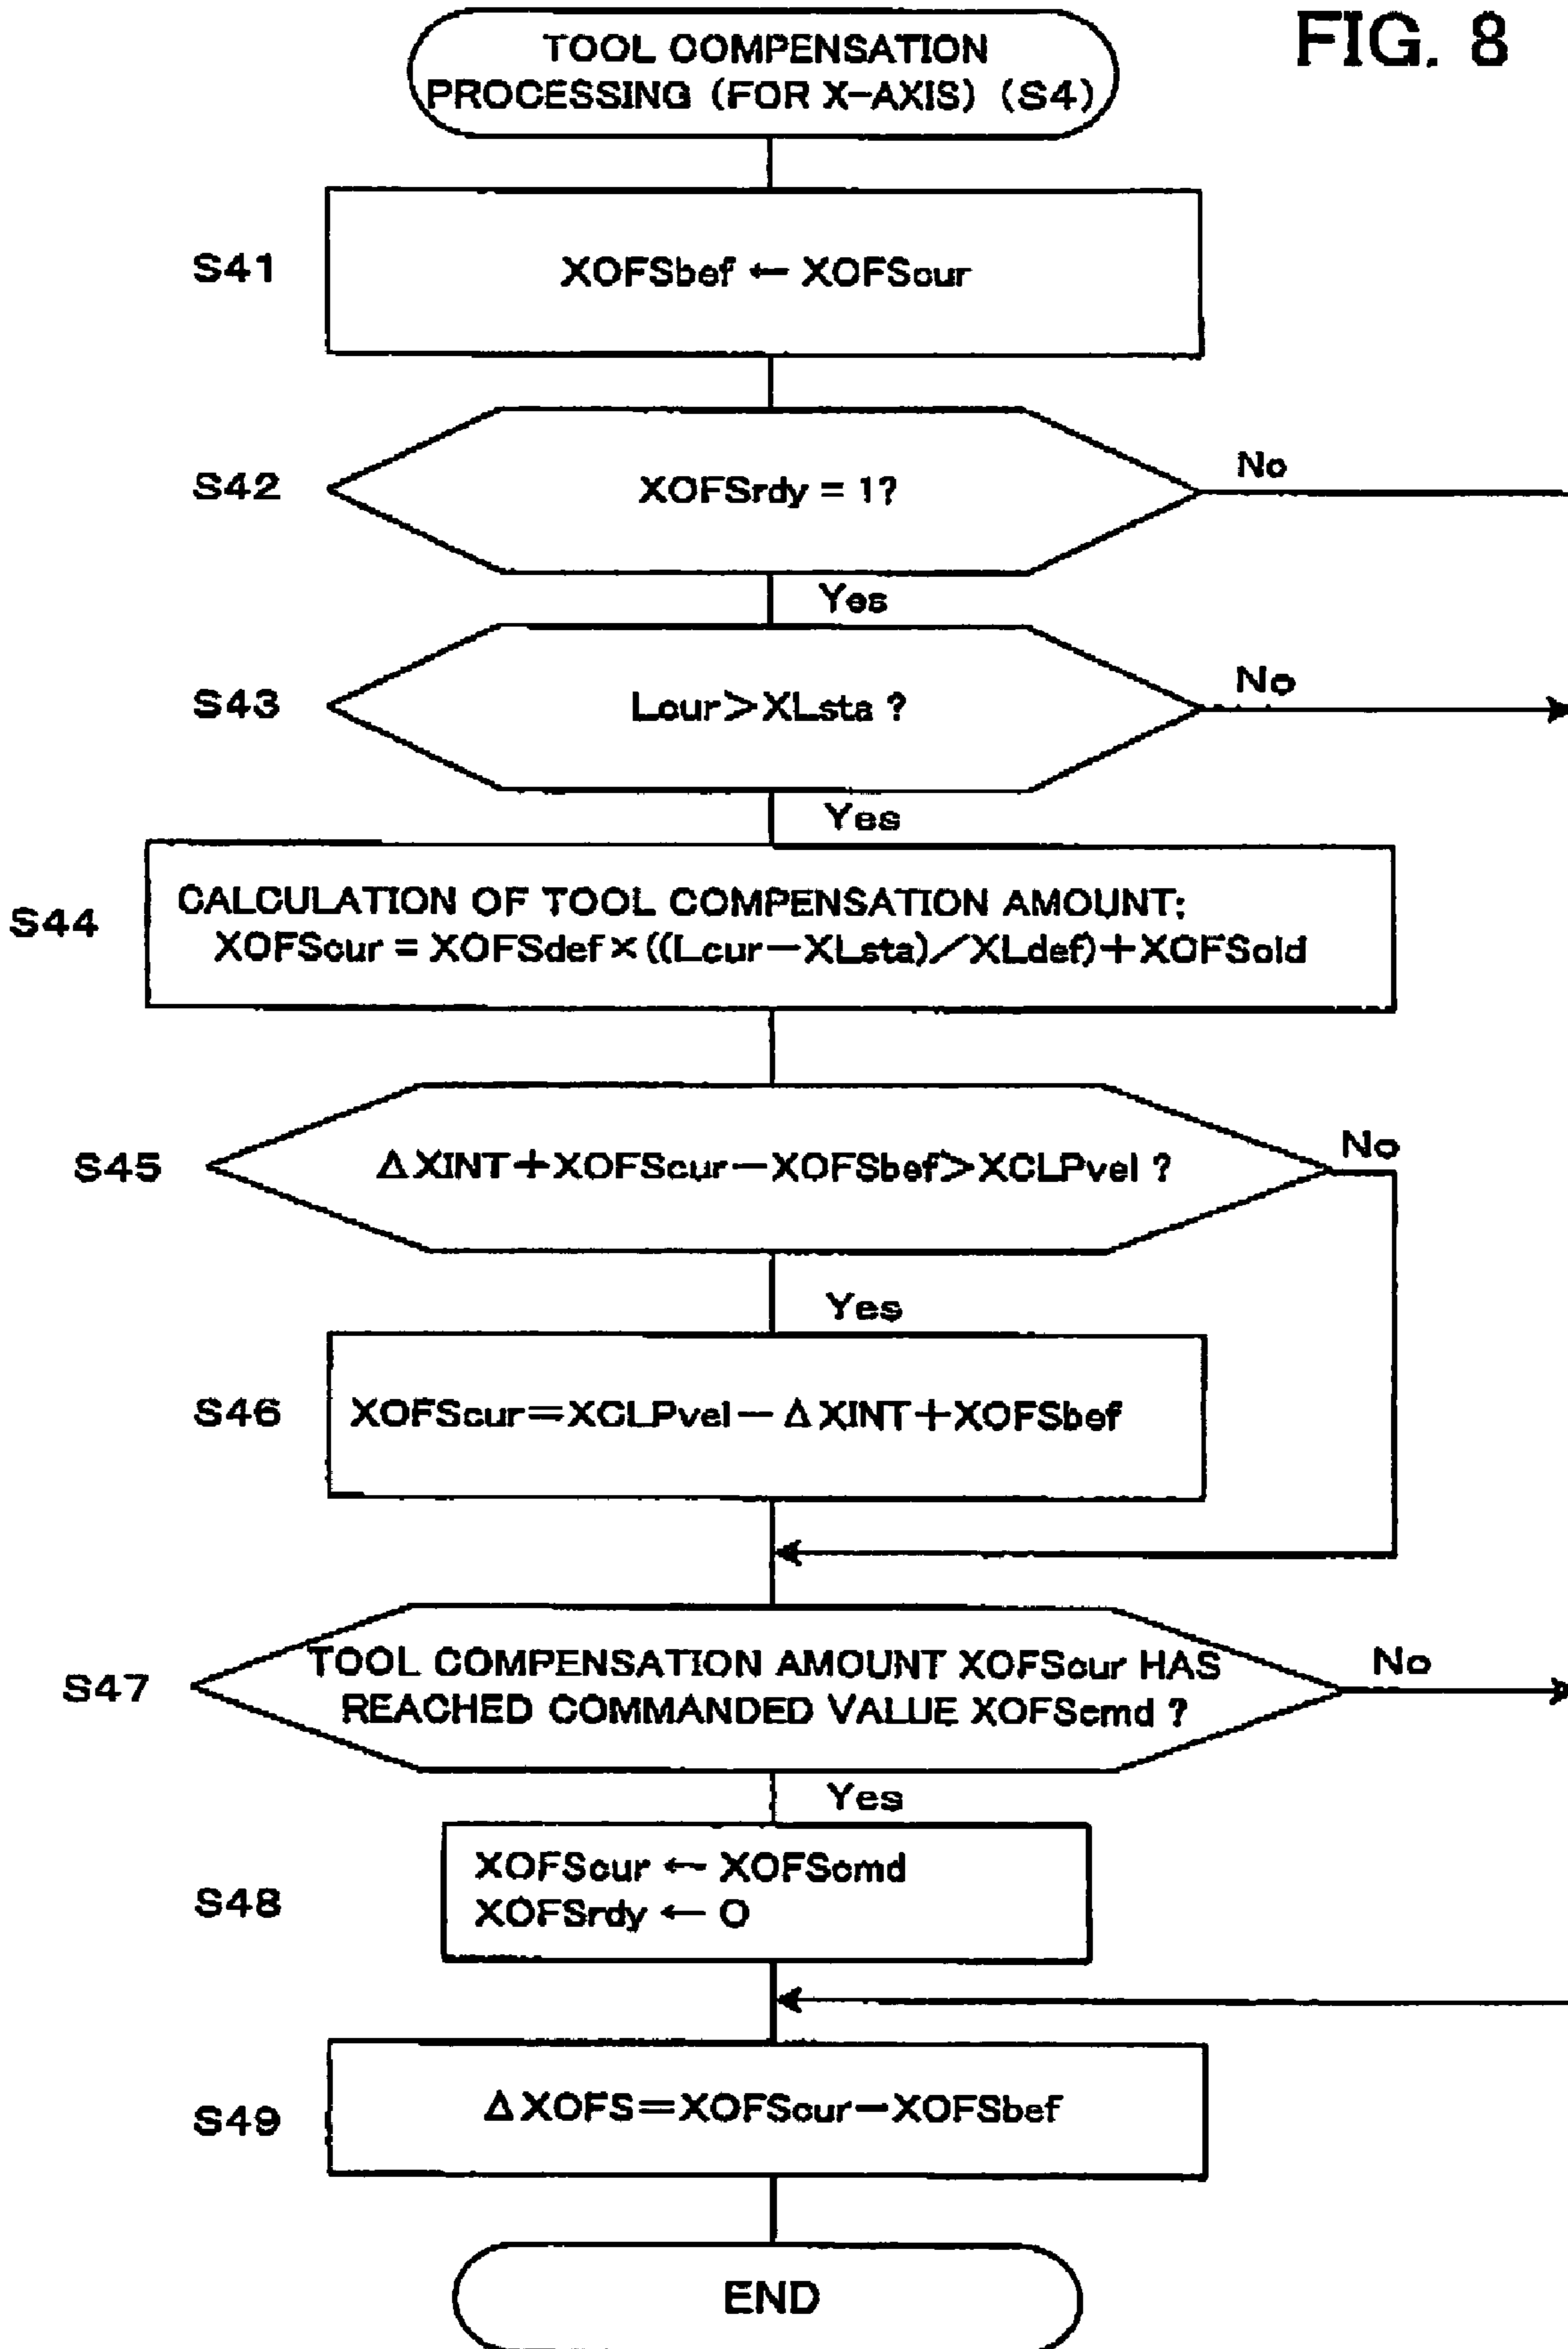 FIG. 8
TOOL COMPENSATION
PROCESSING (FOR X-AXIS) (S4)
S41
XOFSbef ← XOFScur
S42
XOFSrdy = 1?
No
Yes
S43
Lcur>XLsta ?
No
Yes
S44
CALCULATION OF TOOL COMPENSATION AMOUNT:
XOFScur = XOFSdef×((Lcur−XLsta)/XLdef)+XOFSold
S45
ΔXINT+XOFScur−XOFSbef>XCLPvel ?
No
Yes
S46
XOFScur=XCLPvel−ΔXINT+XOFSbef
S47
TOOL COMPENSATION AMOUNT XOFScur HAS
REACHED COMMANDED VALUE XOFScmd ?
No
Yes
S48
XOFScur ← XOFScmd
XOFSrdy ← 0
S49
ΔXOFS=XOFScur−XOFSbef
END